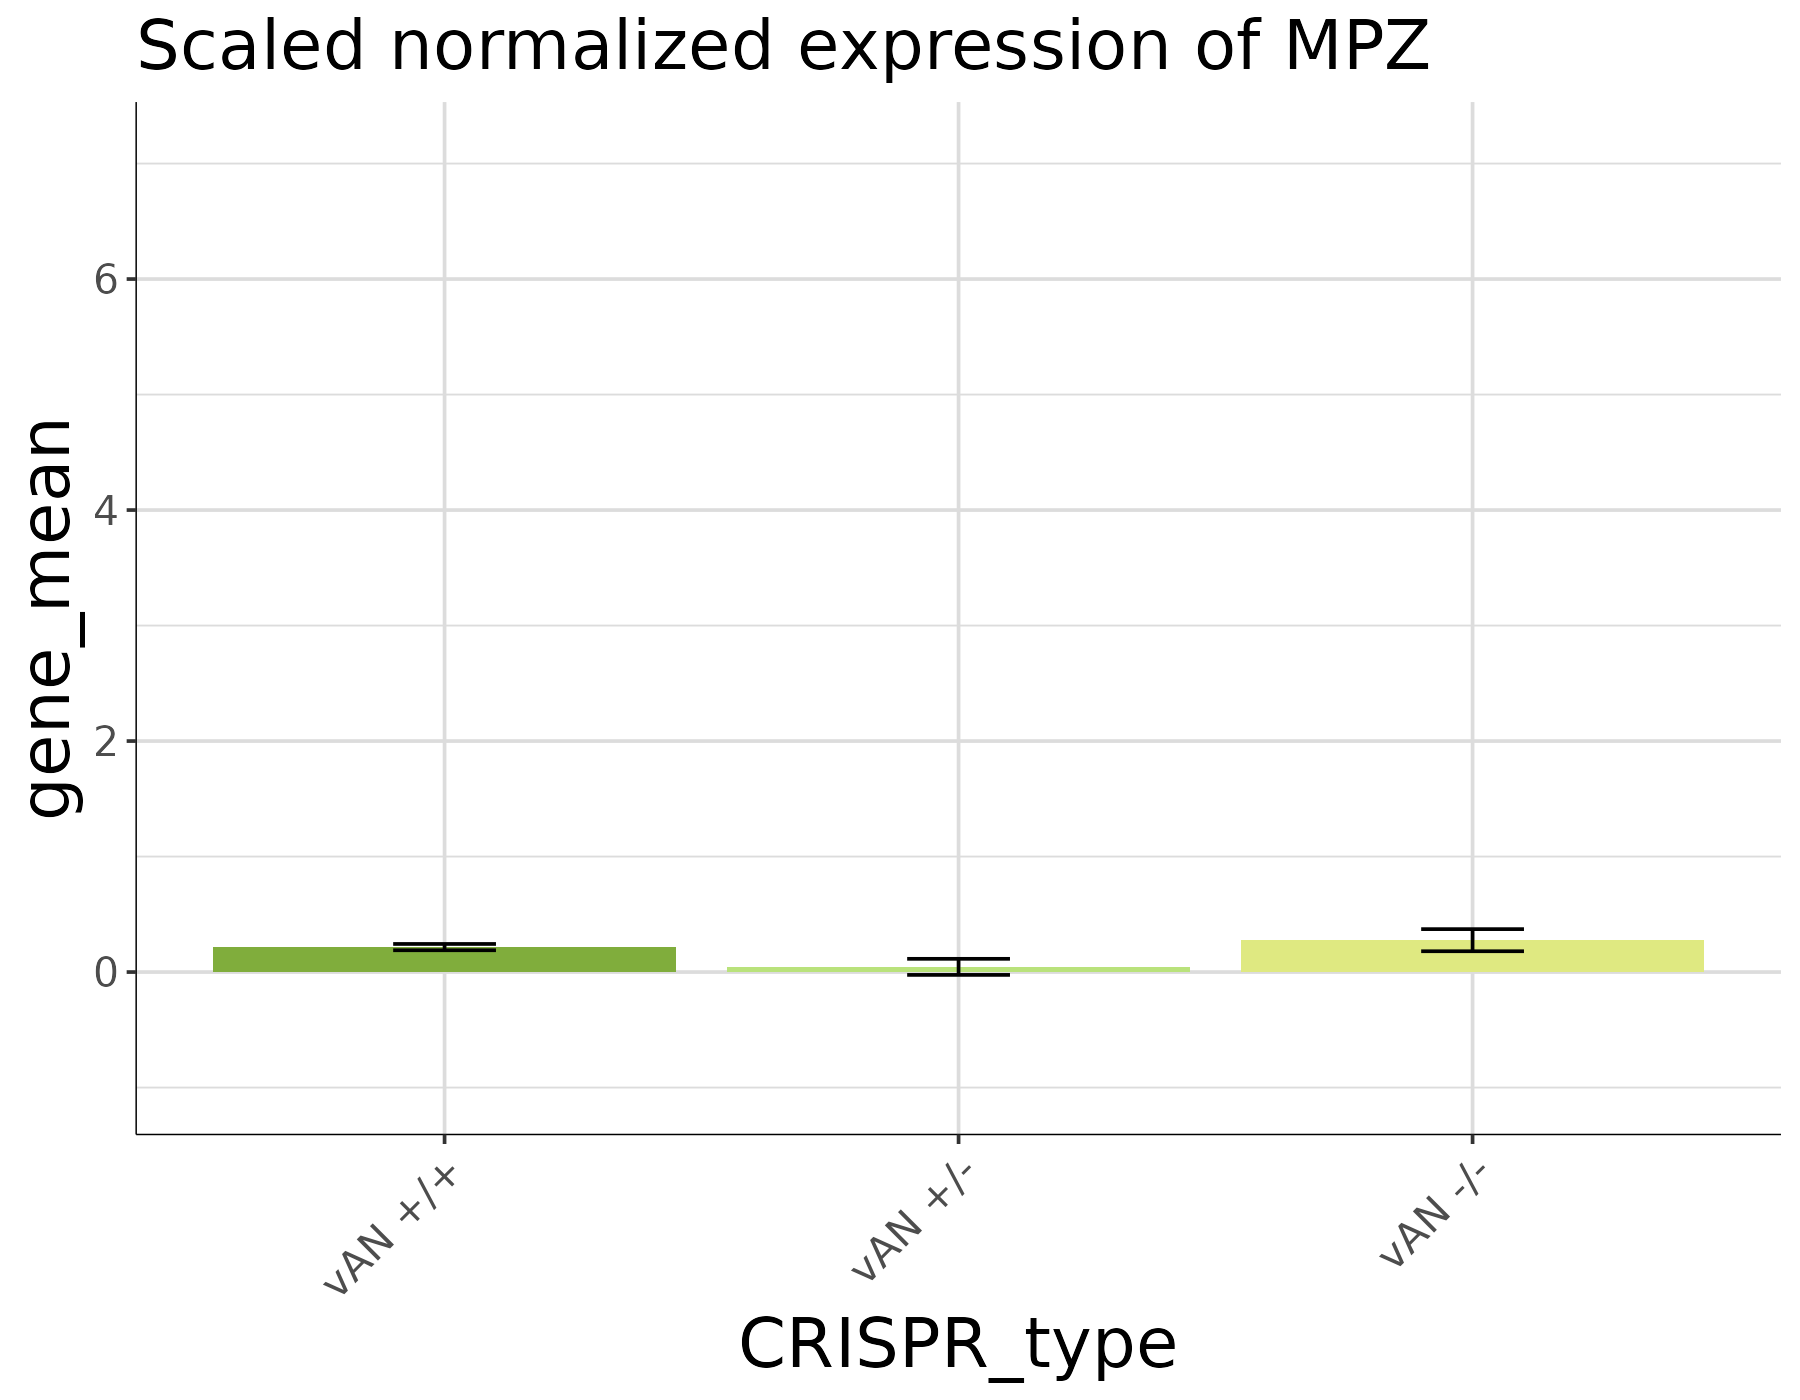 Scaled normalized expression of MPZ
gene_mean
6
4
2
0
vAN +/+
vAN +/-
vAN -/-
CRISPR_type